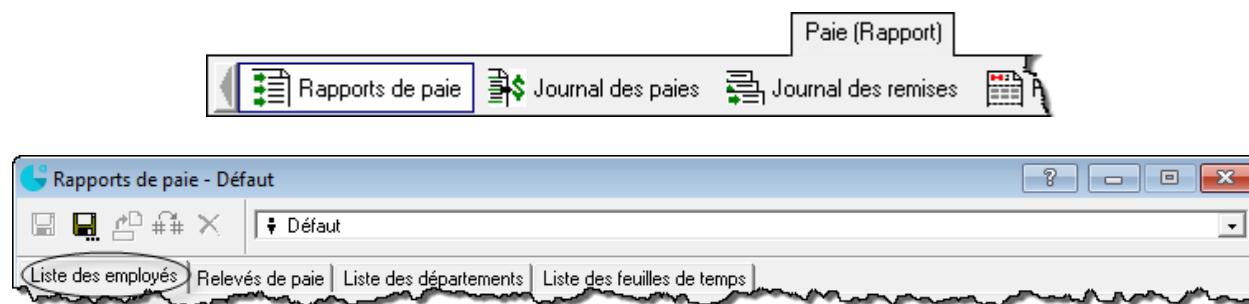 Paie (Rapport)
Rapports de paie Journal des paies Journal des remises
Rapports de paie - Défaut
Défaut
Liste des employés Relevés de paie Liste des départements Liste des feuilles de temps